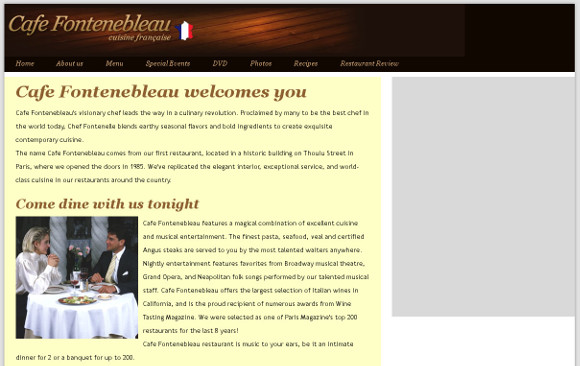 Cafe Fontenebleau
cuisine française
Home About us Menu Special Events DVD Photos Recipes Restaurant Review
Cafe Fontenebleau welcomes you
Cafe Fontenebleau's visionary chef leads the way in a culinary revolution. Proclaimed by many to be the best chef in
the world today, Chef Fontenelle blends earthy seasonal flavors and bold ingredients to create exquisite
contemporary cuisine.
The name Cafe Fontenebleau comes from our first restaurant, located in a historic building on Thoulu Street in
Paris, where we opened the doors in 1985. We've replicated the elegant interior, exceptional service, and world-
class cuisine in our restaurants around the country.
Come dine with us tonight
Cafe Fontenebleau features a magical combination of excellent cuisine
and musical entertainment. The finest pasta, seafood, veal and certified
Angus steaks are served to you by the most talented waiters anywhere.
Nightly entertainment features favorites from Broadway musical theatre,
Grand Opera, and Neapolitan folk songs performed by our talented musical
staff. Cafe Fontenebleau offers the largest selection of Italian wines in
California, and is the proud recipient of numerous awards from Wine
Tasting Magazine. We were selected as one of Paris Magazine's top 200
restaurants for the last 8 years!
Cafe Fontenebleau restaurant is music to your ears, be it an intimate
dinner for 2 or a banquet for up to 200.